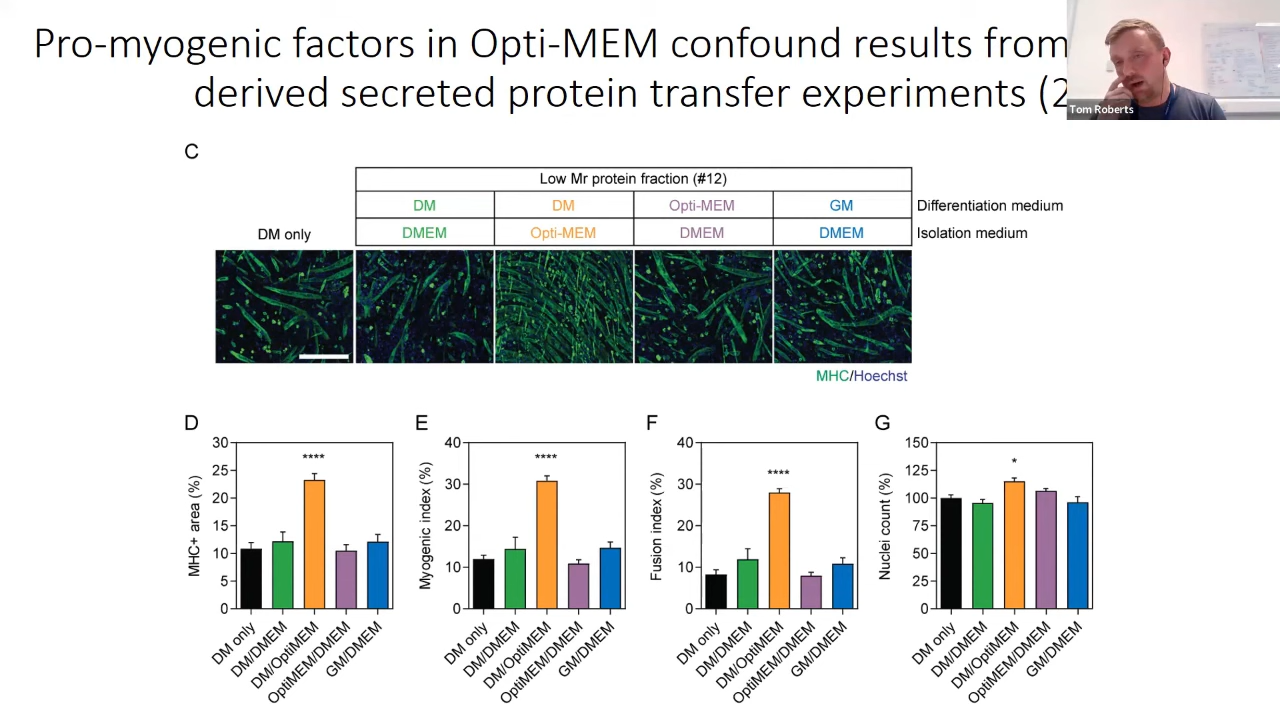 Pro-myogenic factors in Opti-MEM confound results from
derived secreted protein transfer experiments (2
Tom Roberts
C
Low Mr protein fraction (#12)
DM DM Opti-MEM GM Differentiation medium
DM only DMEM Opti-MEM DMEM DMEM Isolation medium
MHC/Hoechst
D
MHC+ area (%)
30
25
20
15
10
5
0
****
DM only
DM/DMEM
DM/OptiMEM
OptiMEM/DMEM
GM/DMEM
E
Myogenic index (%)
40
30
20
10
0
****
DM only
DM/DMEM
DM/OptiMEM
OptiMEM/DMEM
GM/DMEM
F
Fusion index (%)
40
30
20
10
0
****
DM only
DM/DMEM
DM/OptiMEM
OptiMEM/DMEM
GM/DMEM
G
Nuclei count (%)
150
125
100
75
50
25
0
*
DM only
DM/DMEM
DM/OptiMEM
OptiMEM/DMEM
GM/DMEM